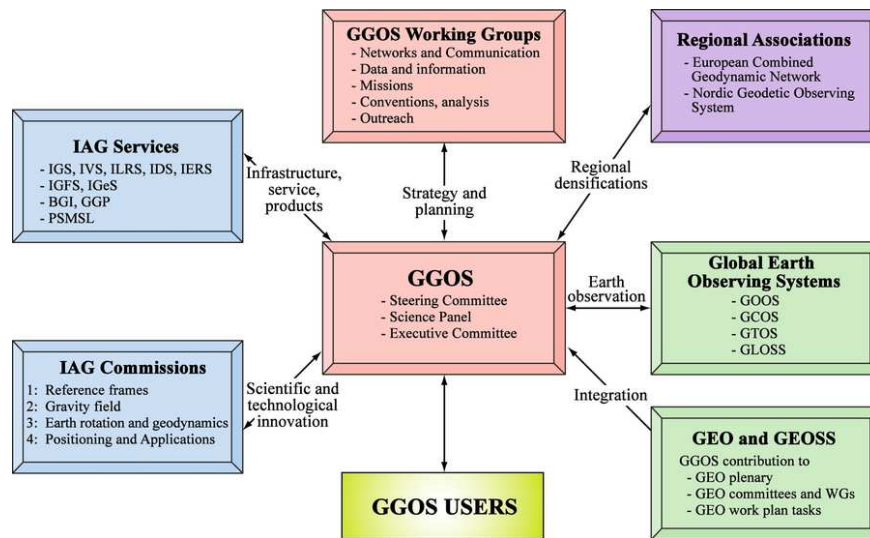 GGOS Working Groups
- Networks and Communication
- Data and information
- Missions
- Conventions, analysis
- Outreach
Regional Associations
- European Combined
Geodynamic Network
- Nordic Geodetic Observing
System
IAG Services
- IGS, IVS, ILRS, IDS, IERS
- IGFS, IGeS
- BGI, GGP
- PSMSL
Infrastructure,
service,
products
Strategy and
planning
Regional
densifications
GGOS
- Steering Committee
- Science Panel
- Executive Committee
Earth
observation
Global Earth
Observing Systems
- GOOS
- GCOS
- GTOS
- GLOSS
IAG Commissions
1: Reference frames
2: Gravity field
3: Earth rotation and geodynamics
4: Positioning and Applications
Scientific and
technological
innovation
Integration
GEO and GEOSS
GGOS contribution to
- GEO plenary
- GEO committees and WGs
- GEO work plan tasks
GGOS USERS